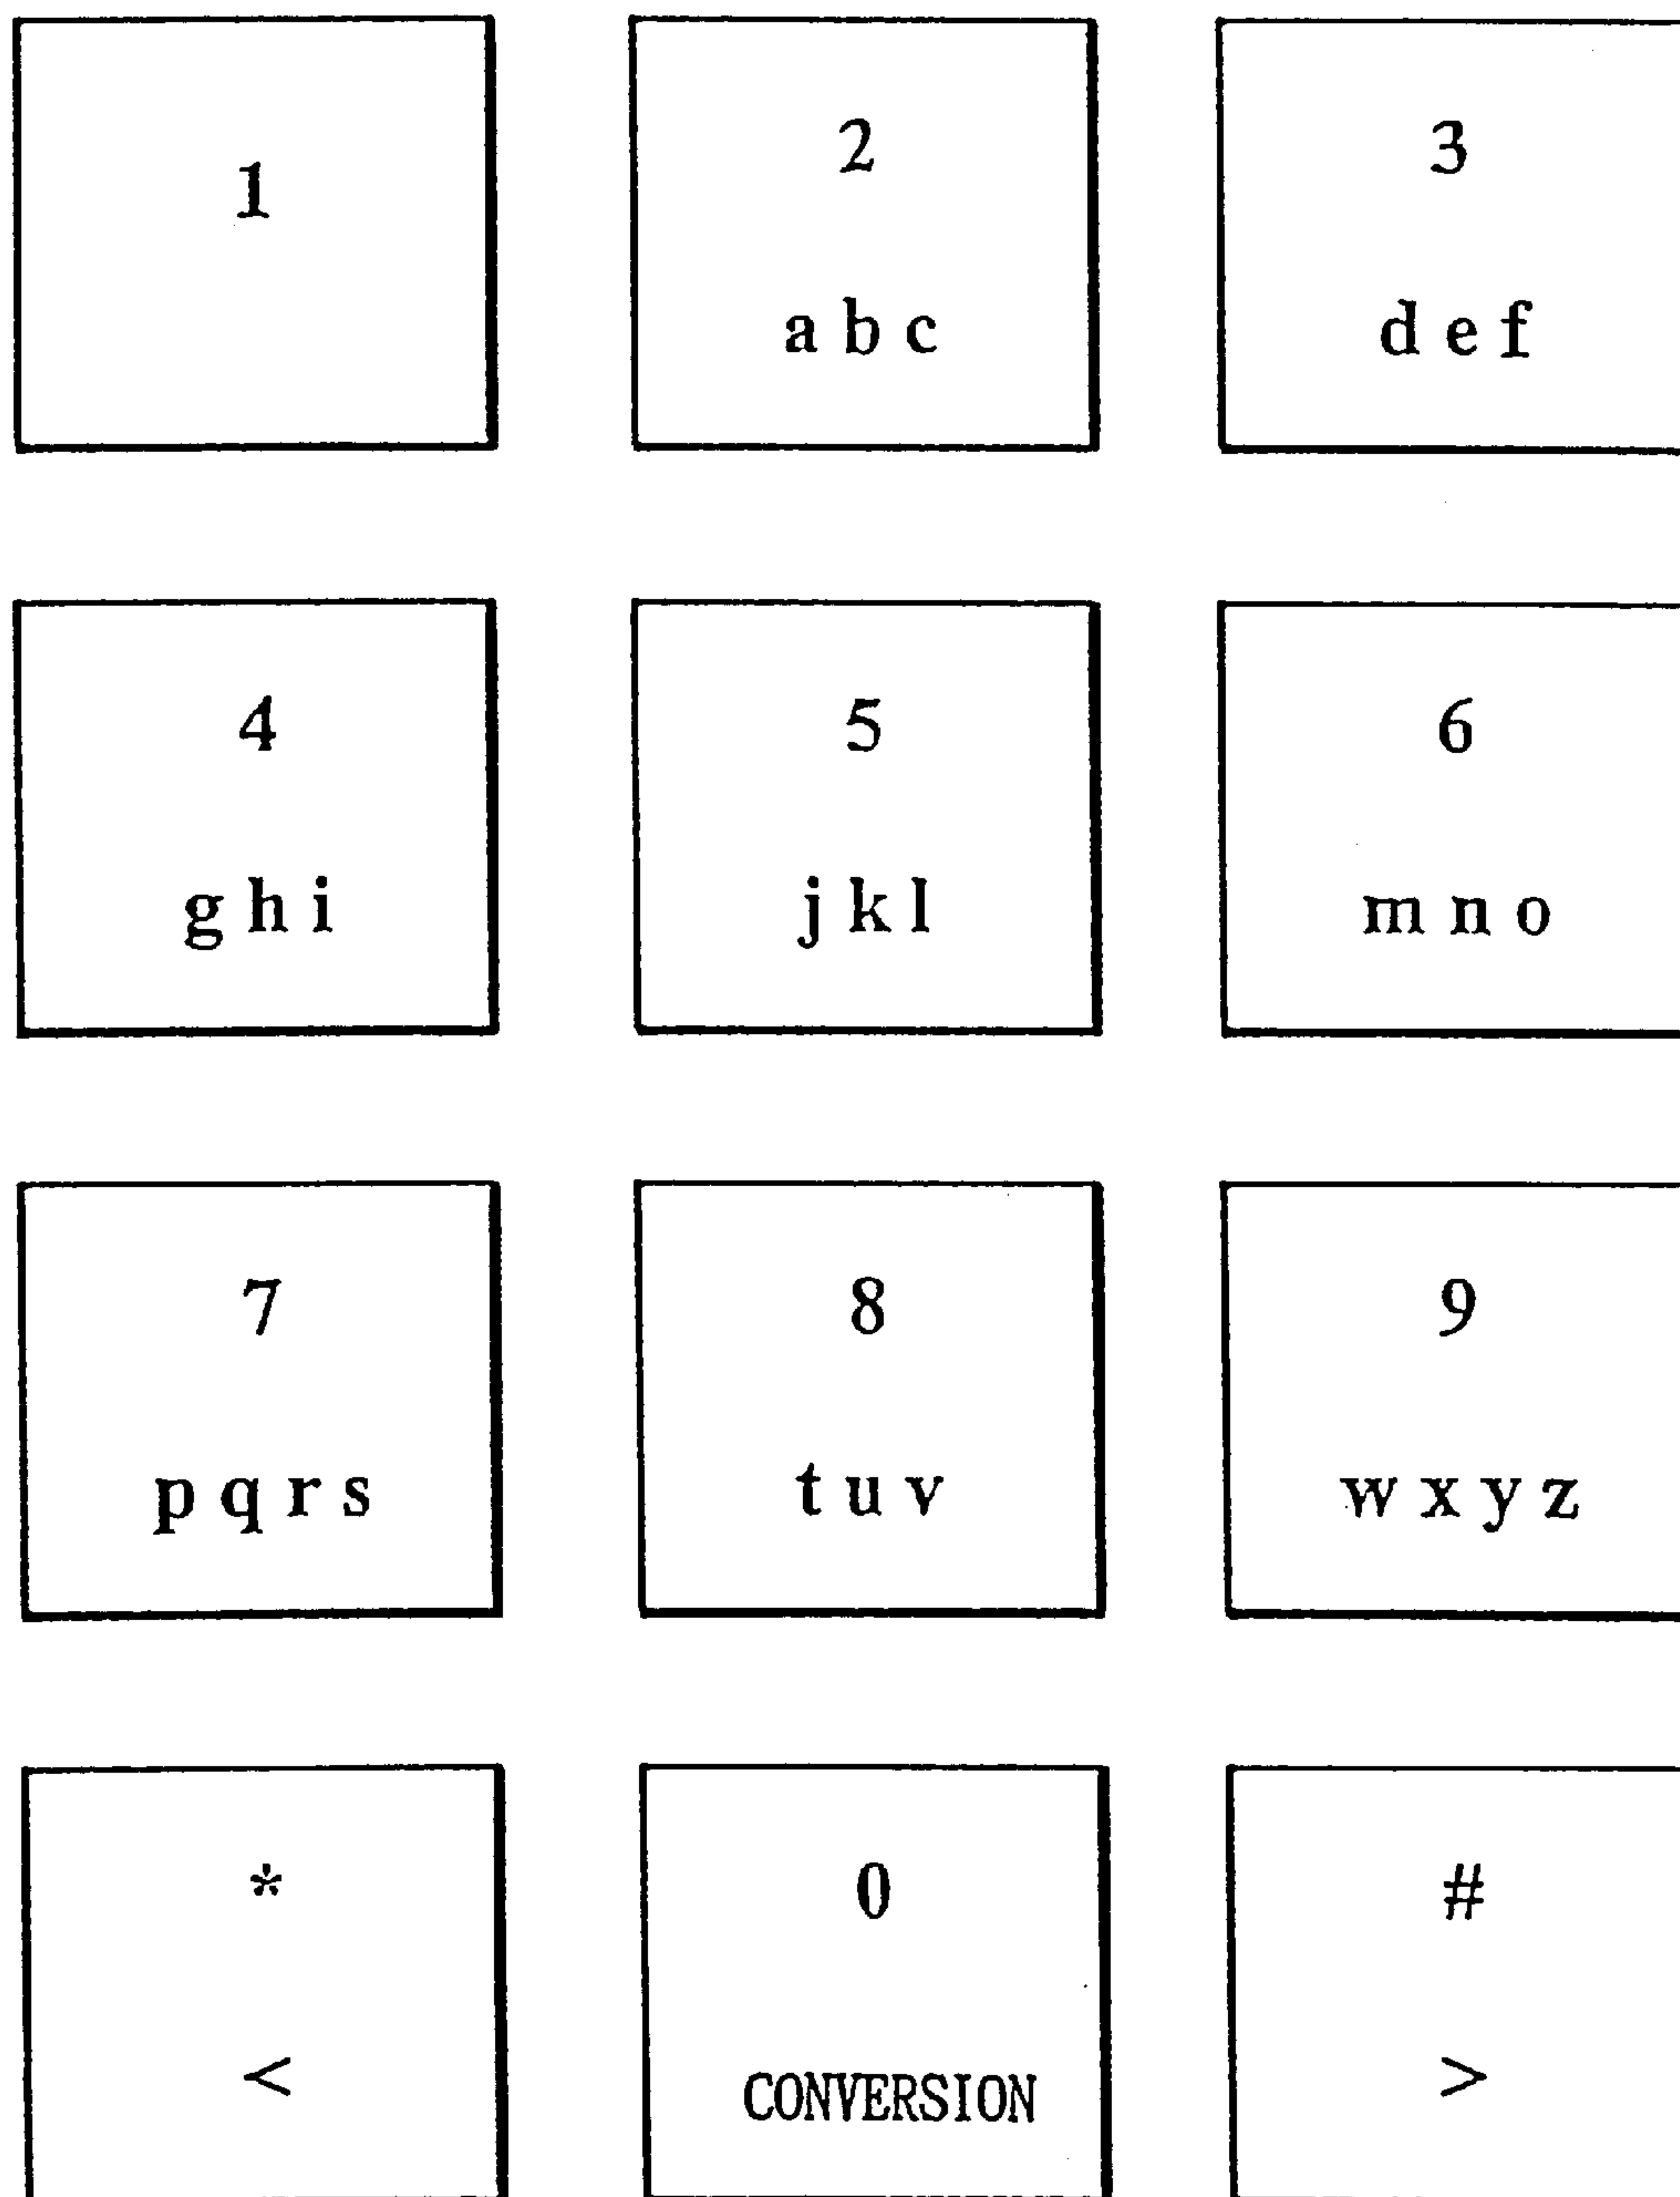 1 2 3
a b c d e f
4 5 6
g h i j k l m n o
7 8 9
p q r s t u v w x y z
* 0 #
< CONVERSION >